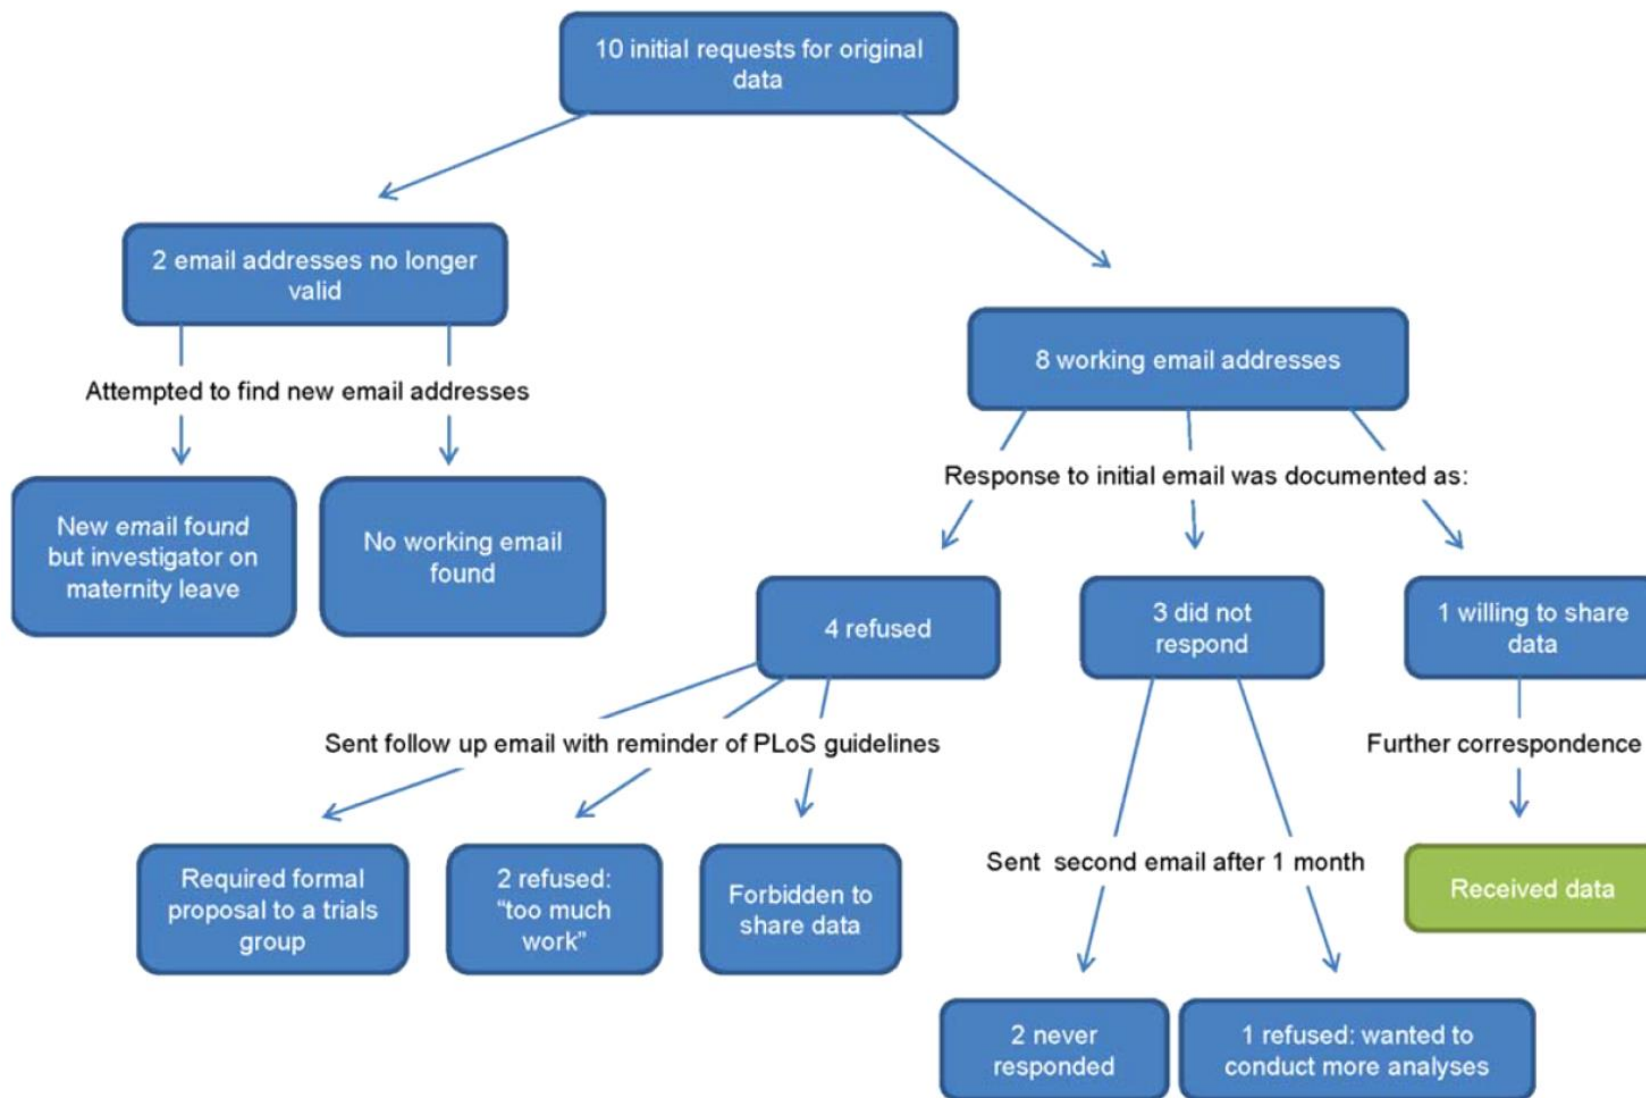 10 initial requests for original
data
2 email addresses no longer
valid
8 working email addresses
Attempted to find new email addresses
Response to initial email was documented as:
New email found
but investigator on
maternity leave
No working email
found
4 refused
3 did not
respond
1 willing to share
data
Sent follow up email with reminder of PLoS guidelines
Further correspondence
Required formal
proposal to a trials
group
2 refused:
“too much
work”
Forbidden to
share data
Sent second email after 1 month
Received data
2 never
responded
1 refused: wanted to
conduct more analyses